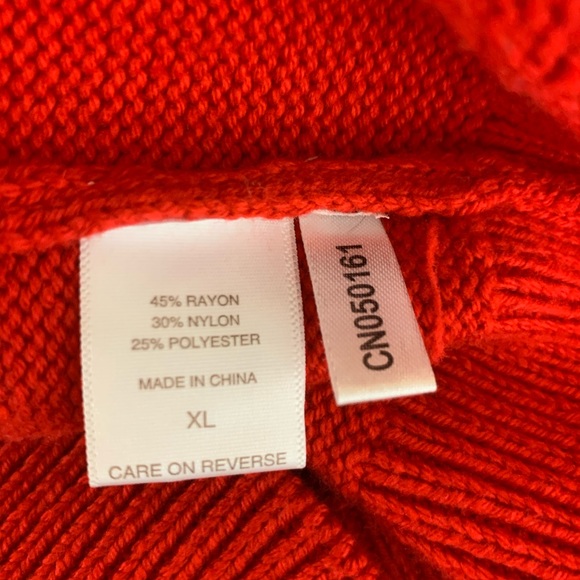 45% RAYON
30% NYLON
25% POLYESTER
MADE IN CHINA
XL
CARE ON REVERSE
CN050161